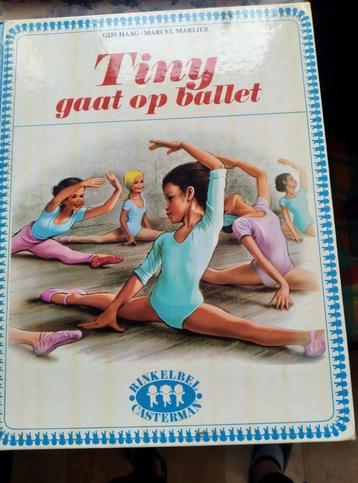 GIJS HAAG - MARCEL MARLIER
Tiny
gaat op ballet
RINKELBEL
CASTERMAN